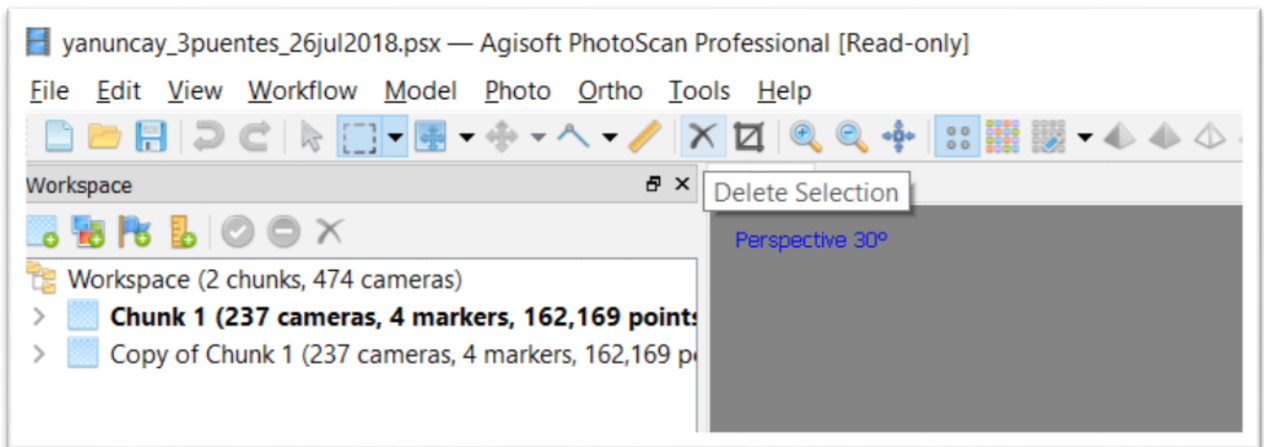 yanuncay_3puentes_26jul2018.psx — Agisoft PhotoScan Professional [Read-only]
File Edit View Workflow Model Photo Ortho Tools Help
Workspace
Delete Selection
Perspective 30º
Workspace (2 chunks, 474 cameras)
Chunk 1 (237 cameras, 4 markers, 162,169 points
Copy of Chunk 1 (237 cameras, 4 markers, 162,169 p